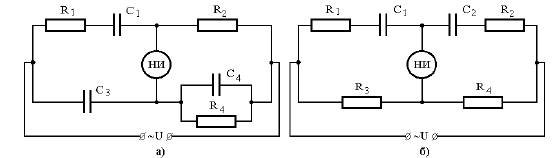 R1 C1 R2 R1 C1 C2 R2
НИ НИ
C3 C4 R3 R4
R4
~U ~U
а) б)